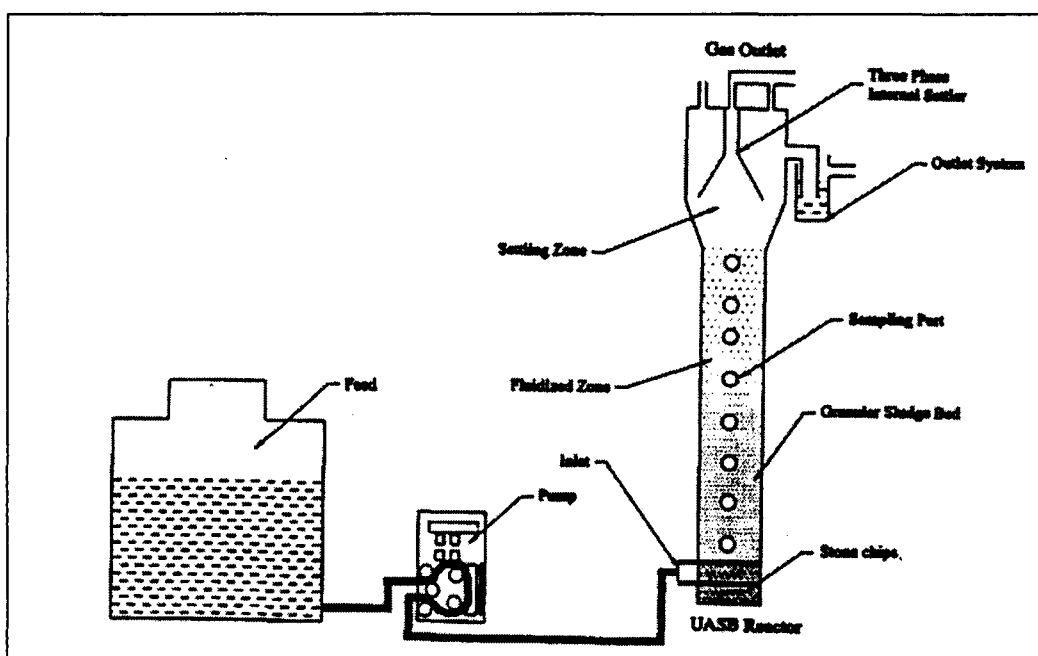 Gas Outlet
Three Phase
Internal Settler
Outlet System
Settling Zone
Sampling Port
Feed
Fluidized Zone
Granular Sludge Bed
Inlet
Pump
Stone chips
UASB Reactor